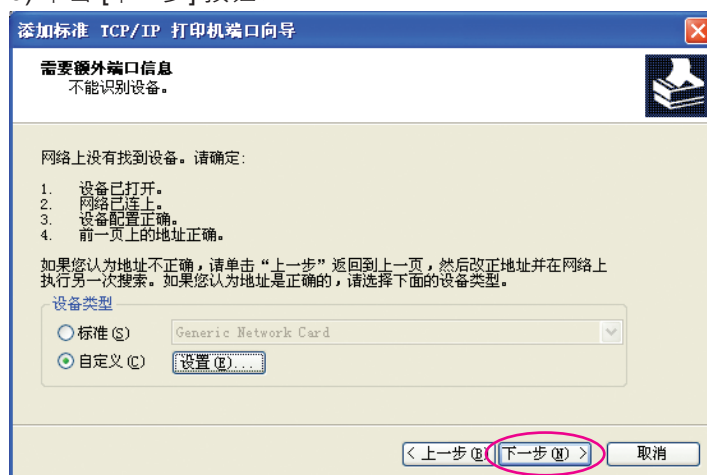 添加标准 TCP/IP 打印机端口向导
需要额外端口信息
不能识别设备。
网络上没有找到设备。请确定:
1. 设备已打开。
2. 网络已连上。
3. 设备配置正确。
4. 前一页上的地址正确。
如果您认为地址不正确，请单击“上一步”返回到上一页，然后改正地址并在网络上
执行另一次搜索。如果您认为地址是正确的，请选择下面的设备类型。
设备类型
标准(S) Generic Network Card
自定义(C) 设置(E)...
< 上一步(B) 下一步(N) > 取消